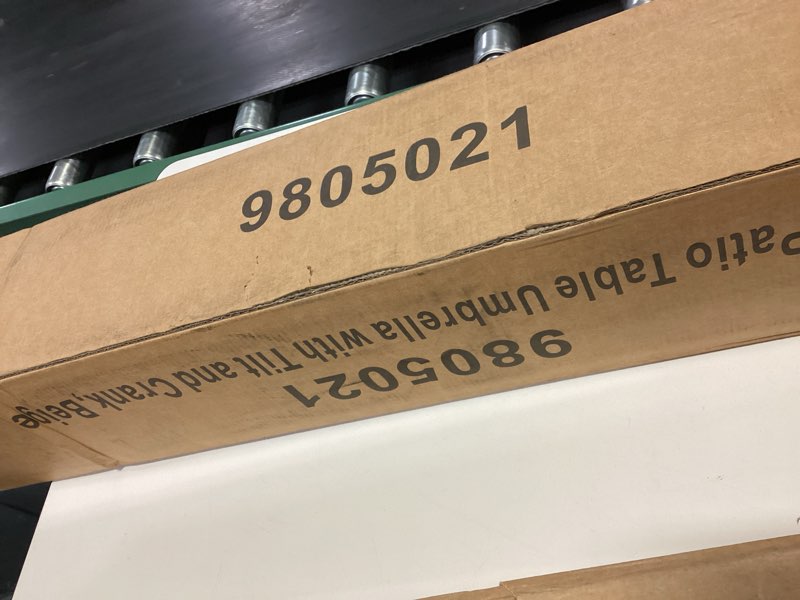 9805021
Patio Table Umbrella with Tilt and Crank,Beige
9805021